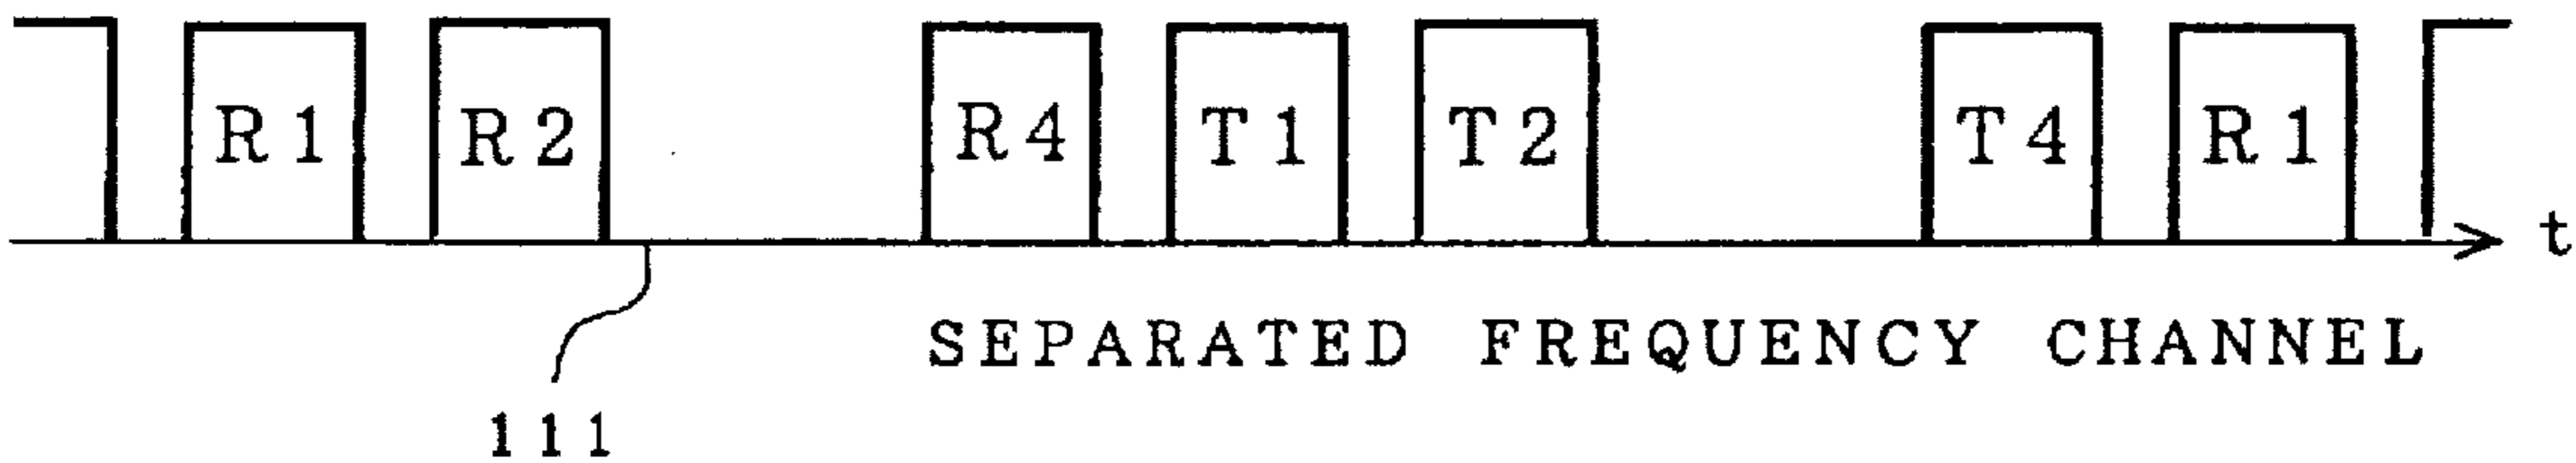 R1 R2 R4 T1 T2 T4 R1
t
SEPARATED FREQUENCY CHANNEL
111